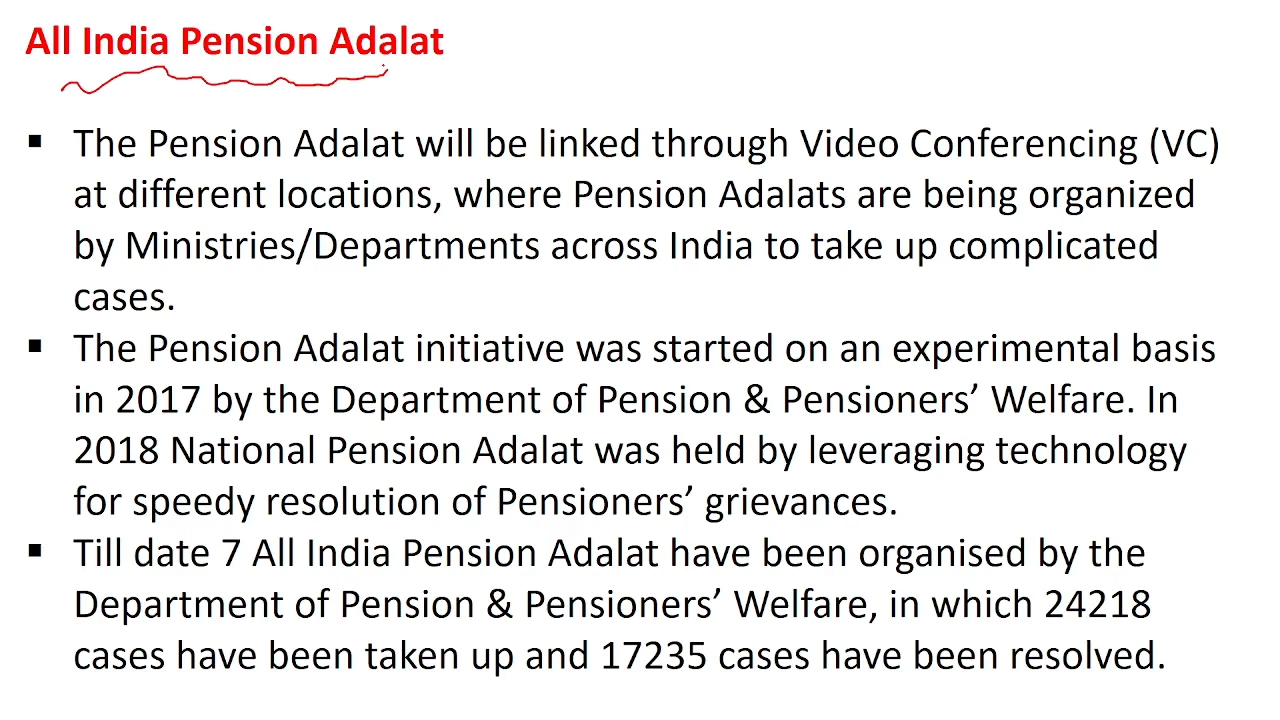 All India Pension Adalat
▪ The Pension Adalat will be linked through Video Conferencing (VC)
at different locations, where Pension Adalats are being organized
by Ministries/Departments across India to take up complicated
cases.
▪ The Pension Adalat initiative was started on an experimental basis
in 2017 by the Department of Pension & Pensioners’ Welfare. In
2018 National Pension Adalat was held by leveraging technology
for speedy resolution of Pensioners’ grievances.
▪ Till date 7 All India Pension Adalat have been organised by the
Department of Pension & Pensioners’ Welfare, in which 24218
cases have been taken up and 17235 cases have been resolved.